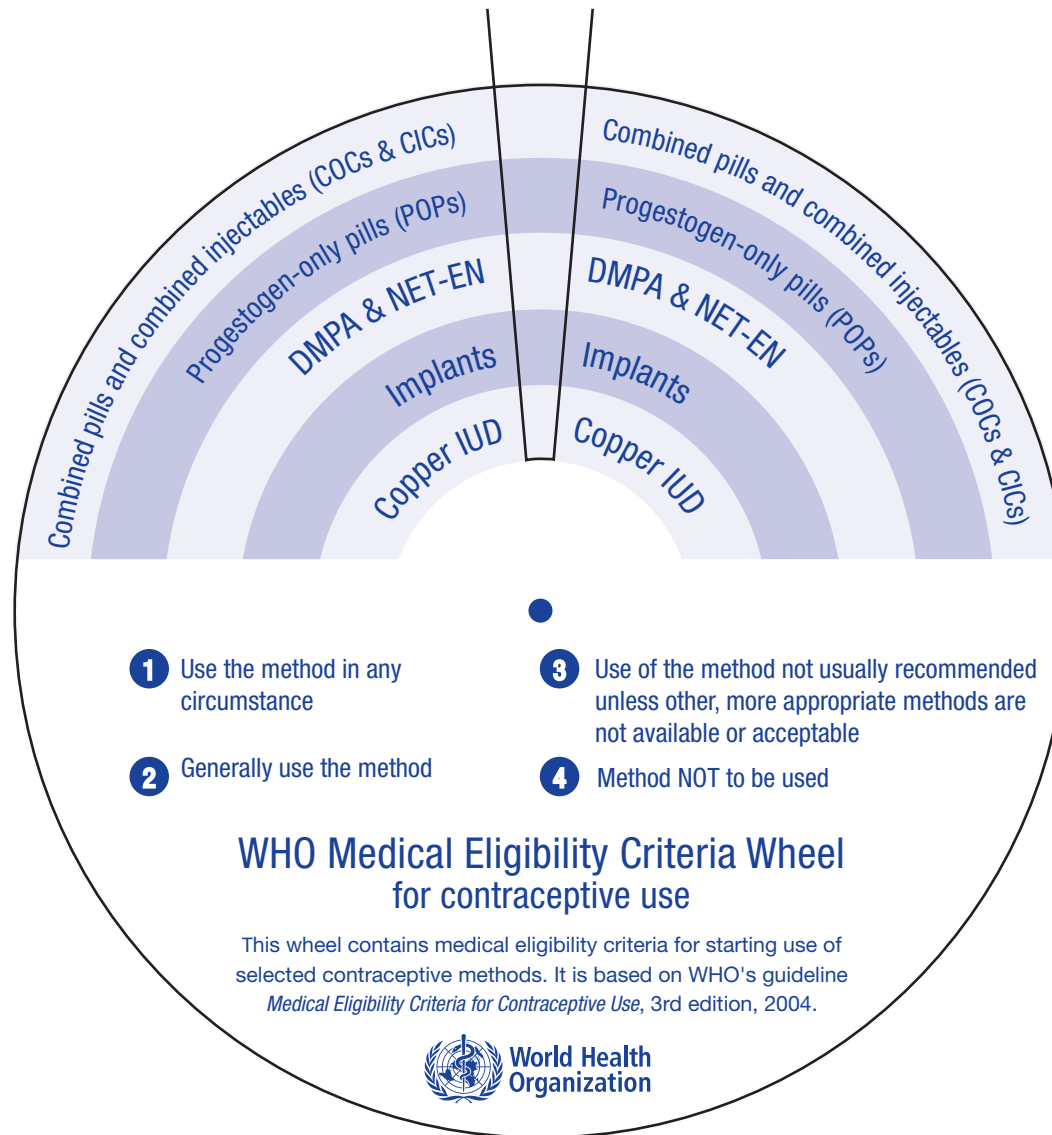 Combined pills and combined injectables (COCs & CICs)
Progestogen-only pills (POPs)
DMPA & NET-EN
Implants
Copper IUD
Combined pills and combined injectables (COCs & CICs)
Progestogen-only pills (POPs)
DMPA & NET-EN
Implants
Copper IUD
1 Use the method in any
circumstance
2 Generally use the method
3 Use of the method not usually recommended
unless other, more appropriate methods are
not available or acceptable
4 Method NOT to be used
WHO Medical Eligibility Criteria Wheel
for contraceptive use
This wheel contains medical eligibility criteria for starting use of
selected contraceptive methods. It is based on WHO's guideline
Medical Eligibility Criteria for Contraceptive Use, 3rd edition, 2004.
World Health
Organization